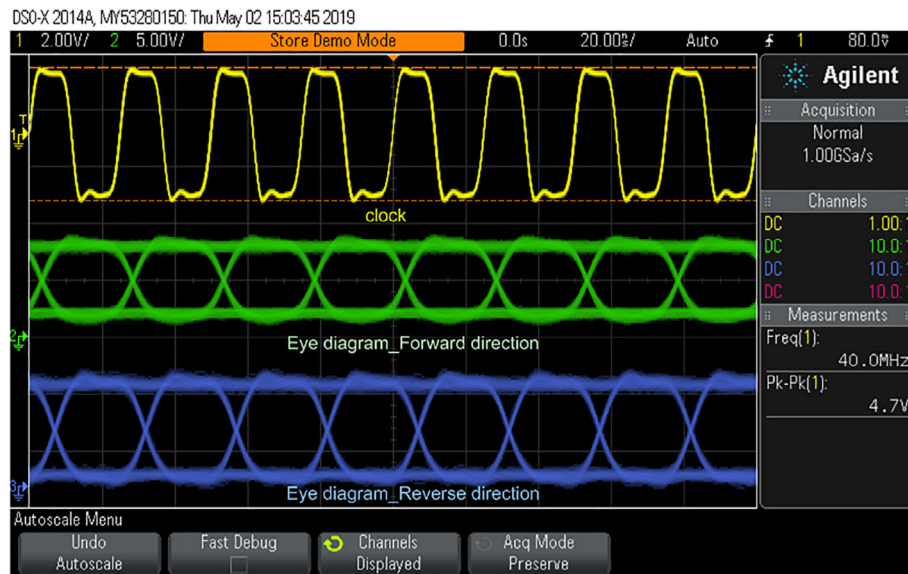 DSO-X 2014A, MY53280150: Thu May 02 15:03:45 2019
1 2.00V/ 2 5.00V/ Store Demo Mode 0.0s 20.00ns/ Auto 1 80.0V
Agilent
Acquisition
Normal
1.00GSa/s
Channels
DC 1.00:1
DC 10.0:1
DC 10.0:1
DC 10.0:1
Measurements
Freq(1):
40.0MHz
Pk-Pk(1):
4.7V
T
1
clock
2
Eye diagram_Forward direction
3
Eye diagram_Reverse direction
Autoscale Menu
Undo
Autoscale
Fast Debug
Channels
Displayed
Acq Mode
Preserve